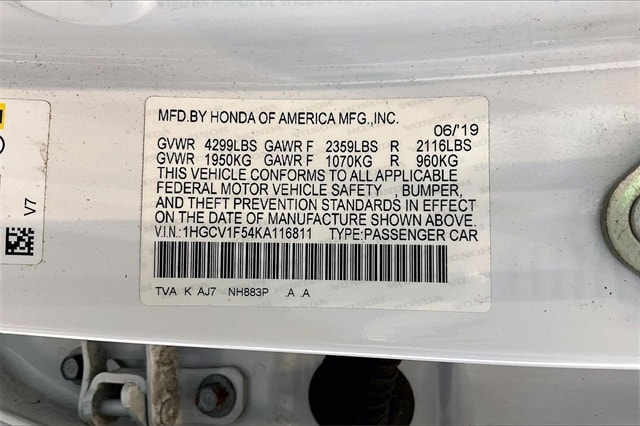 MFD.BY HONDA OF AMERICA MFG.,INC.
06/'19
GVWR 4299LBS GAWR F 2359LBS R 2116LBS
GVWR 1950KG GAWR F 1070KG R 960KG
THIS VEHICLE CONFORMS TO ALL APPLICABLE
FEDERAL MOTOR VEHICLE SAFETY , BUMPER,
AND THEFT PREVENTION STANDARDS IN EFFECT
ON THE DATE OF MANUFACTURE SHOWN ABOVE.
V.I.N.:1HGCV1F54KA116811 TYPE:PASSENGER CAR
TVA K AJ7 NH883P .A .A
V7